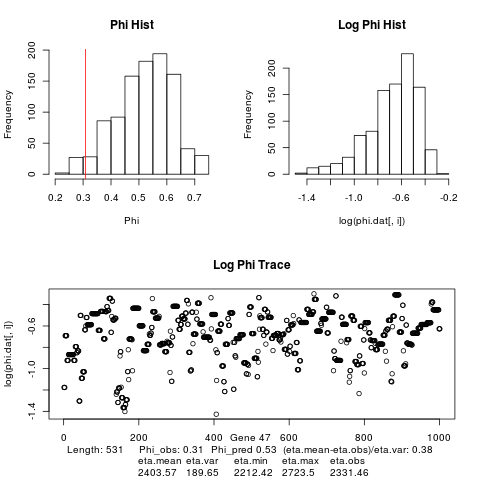 Phi Hist
Log Phi Hist
Frequency
0 50 100 150 200
0.2 0.3 0.4 0.5 0.6 0.7
Phi
Frequency
0 50 100 150 200
-1.4 -1.0 -0.6 -0.2
log(phi.dat[, i])
Log Phi Trace
log(phi.dat[, i])
-1.4 -1.0 -0.6
0 200 400 600 800 1000
Gene 47
Length: 531 Phi_obs: 0.31 Phi_pred 0.53 (eta.mean-eta.obs)/eta.var: 0.38
eta.mean eta.var eta.min eta.max eta.obs
2403.57 189.65 2212.42 2723.5 2331.46